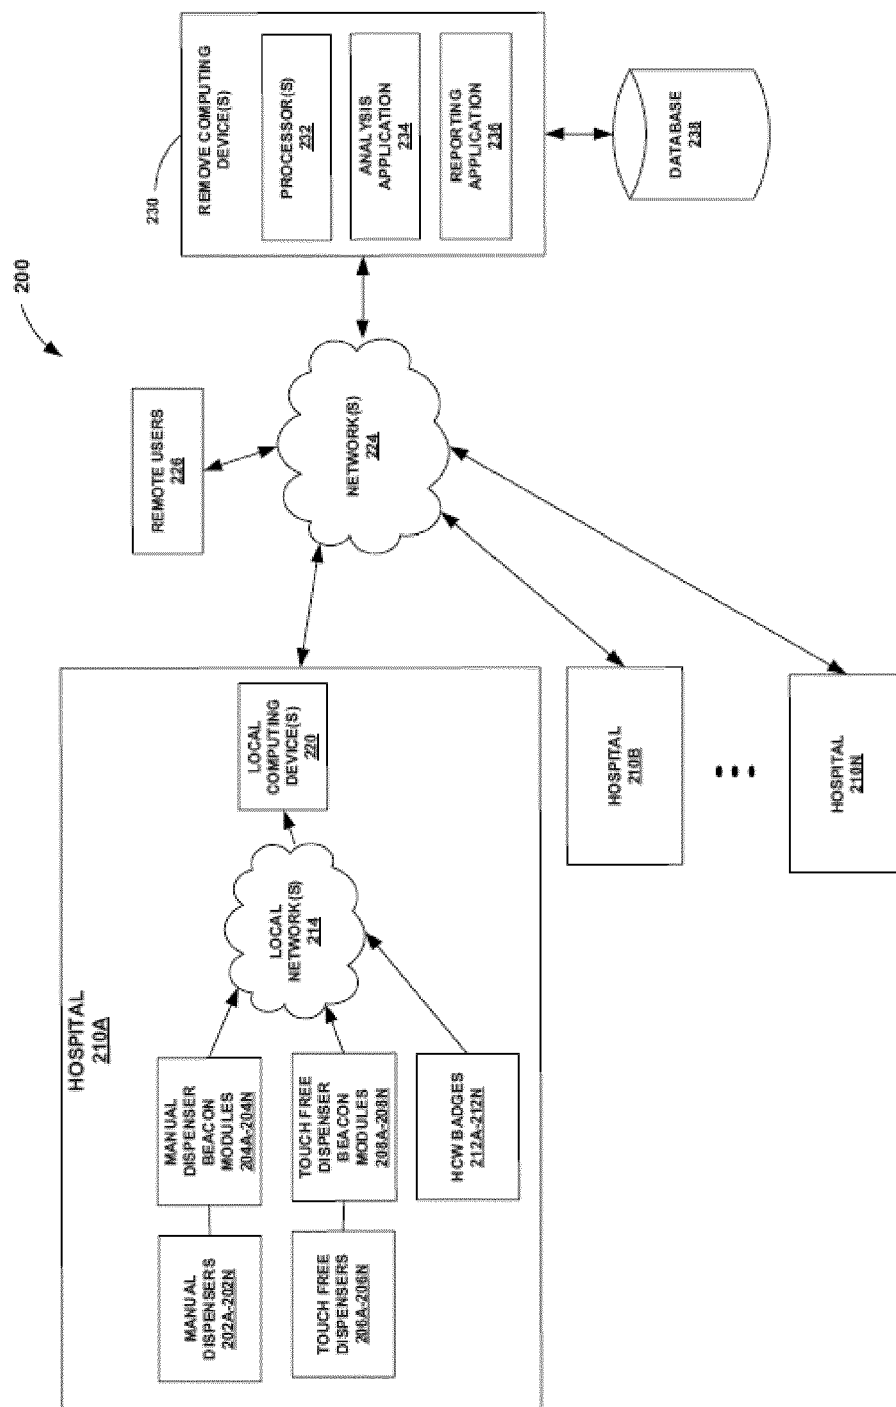 200
HOSPITAL
210A
MANUAL
DISPENSERS
202A-202N
MANUAL
DISPENSER
BEACON
MODULES
204A-204N
TOUCH FREE
DISPENSERS
206A-206N
TOUCH FREE
DISPENSER
BEACON
MODULES
208A-208N
HCW BADGES
212A-212N
LOCAL
NETWORK(S)
214
LOCAL
COMPUTING
DEVICE(S)
220
HOSPITAL
210B
HOSPITAL
210N
REMOTE USERS
226
NETWORK(S)
224
230
REMOVE COMPUTING
DEVICE(S)
PROCESSOR(S)
232
ANALYSIS
APPLICATION
234
REPORTING
APPLICATION
236
DATABASE
238